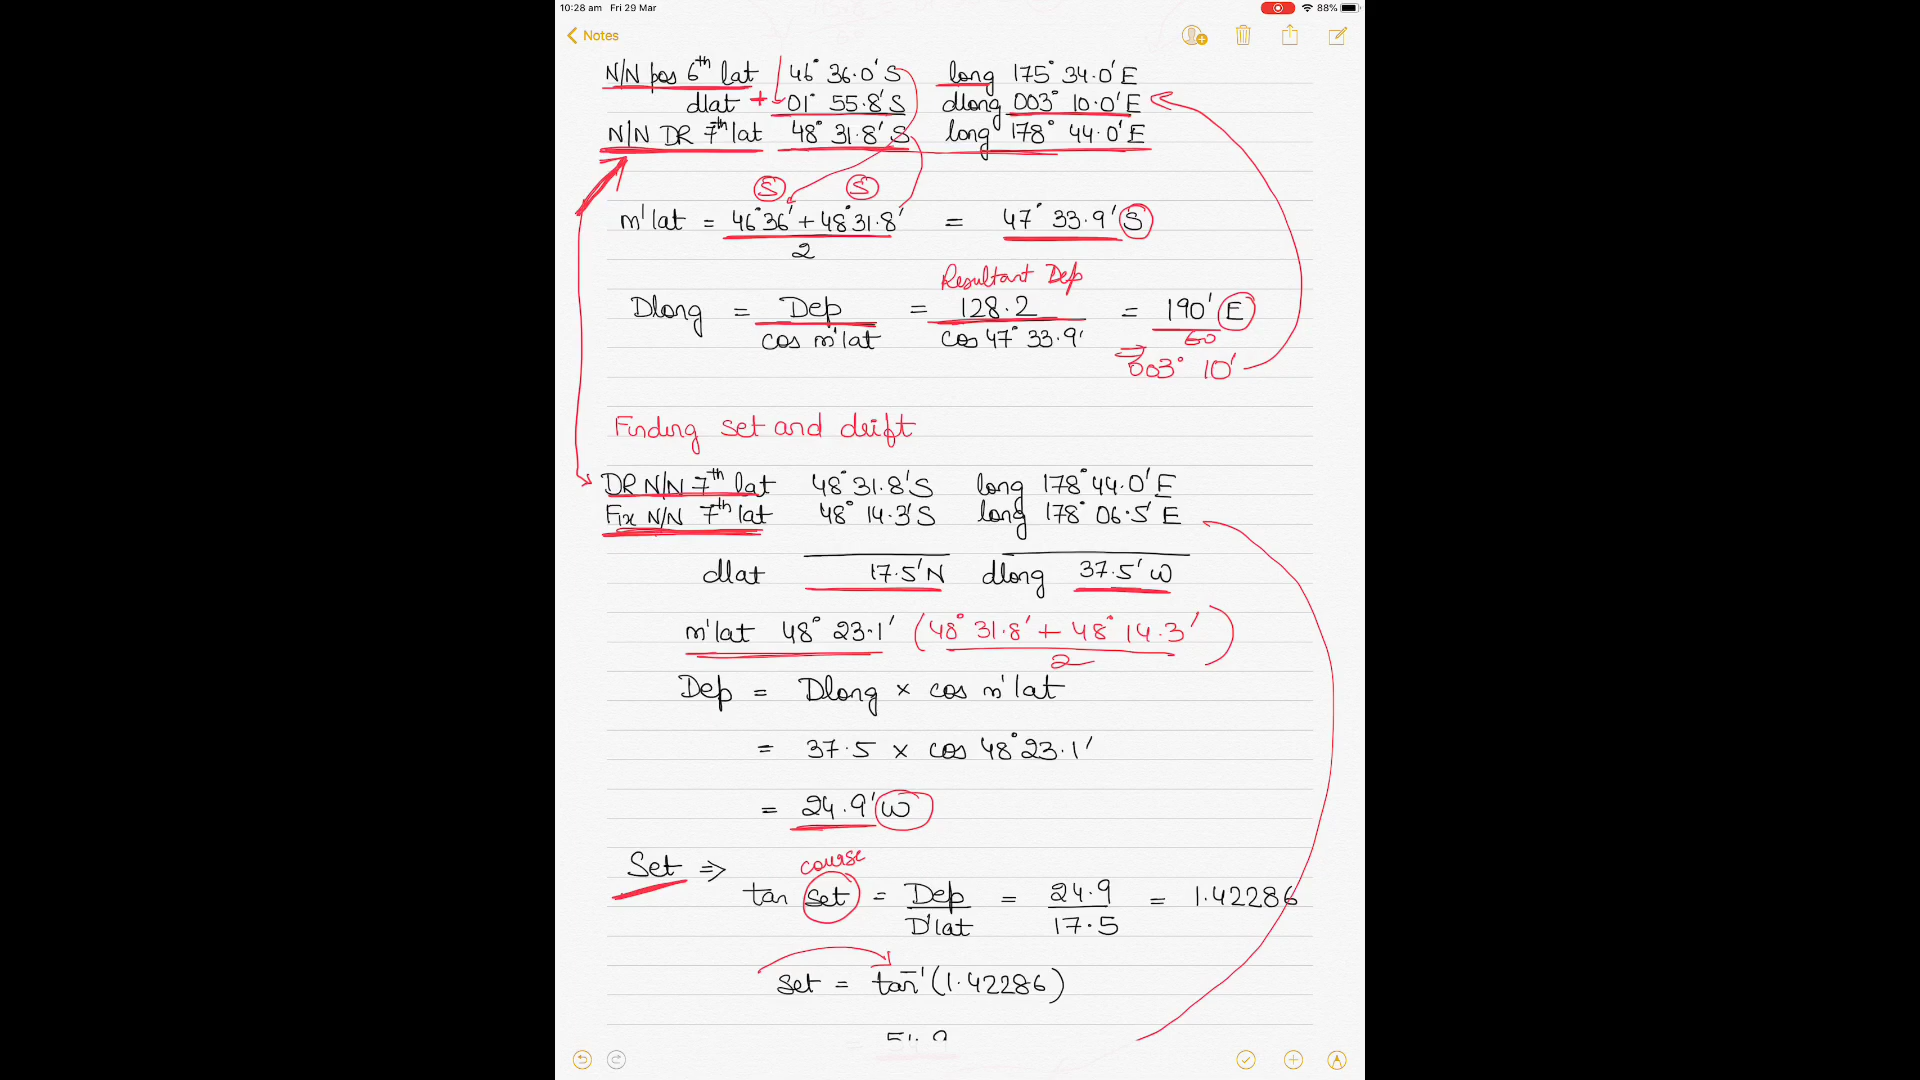 10:28 am Fri 29 Mar 88%
Notes
N/N pos 6th lat 46° 36.0' S long 175° 34.0' E
dlat + 01° 55.8' S dlong 003° 10.0' E
N/N DR 7th lat 48° 31.8' S long 178° 44.0' E
S S
m'lat = 46°36' + 48°31.8' = 47° 33.9' S
2
Resultant Dep
Dlong = Dep = 128.2 = 190' E
cos m'lat cos 47° 33.9' 60
003° 10'
Finding set and drift
DR N/N 7th lat 48° 31.8' S long 178° 44.0' E
Fix N/N 7th lat 48° 14.3' S long 178° 06.5' E
dlat 17.5' N dlong 37.5' W
m'lat 48° 23.1' (48° 31.8' + 48° 14.3')
2
Dep = Dlong × cos m'lat
= 37.5 × cos 48° 23.1'
= 24.9' W
Set ⇒ course
tan set = Dep = 24.9 = 1.42286
D'lat 17.5
set = tan⁻¹ (1.42286)